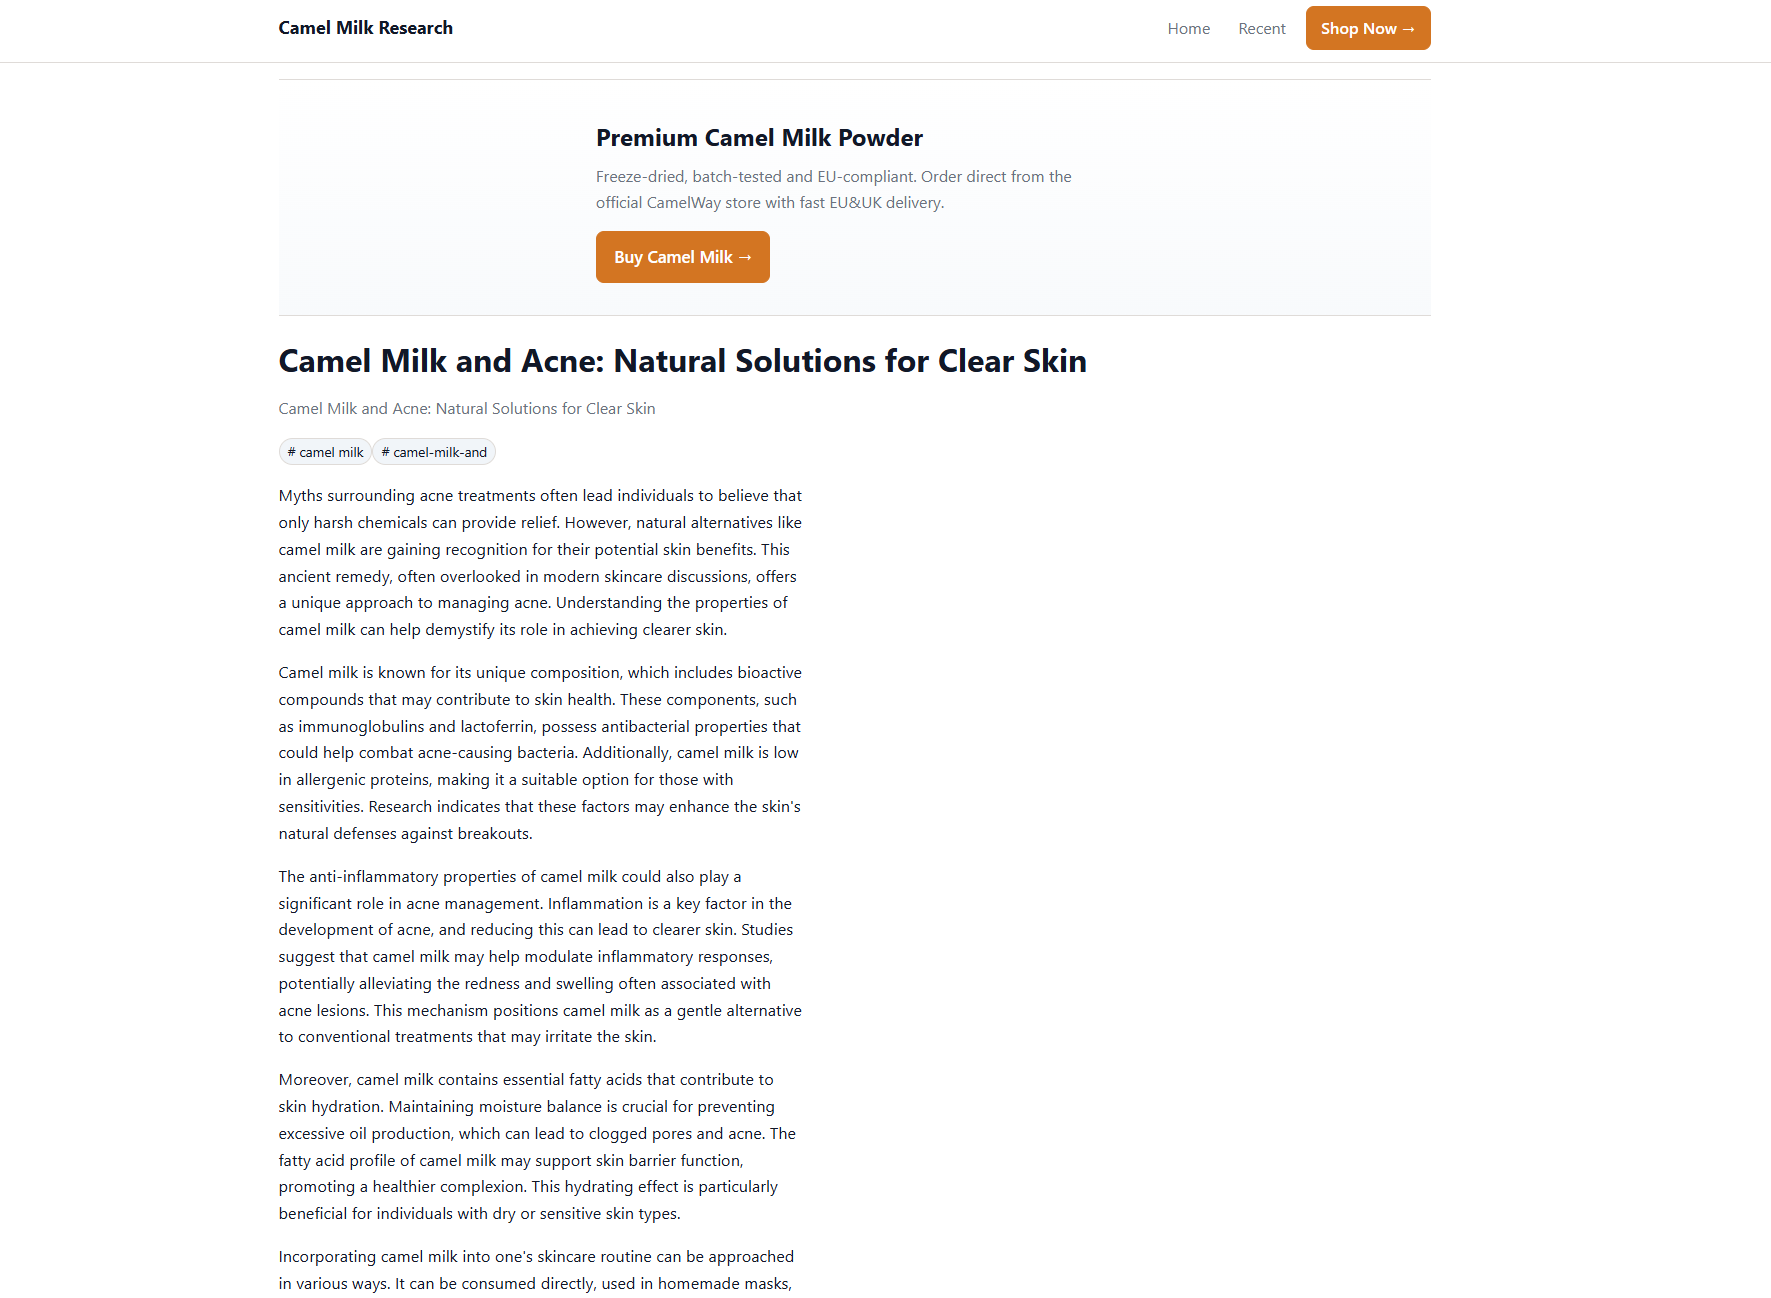 Camel Milk Research
Home
Recent
Shop Now →
Premium Camel Milk Powder
Freeze-dried, batch-tested and EU-compliant. Order direct from the
official CamelWay store with fast EU&UK delivery.
Buy Camel Milk →
Camel Milk and Acne: Natural Solutions for Clear Skin
Camel Milk and Acne: Natural Solutions for Clear Skin
# camel milk
# camel-milk-and
Myths surrounding acne treatments often lead individuals to believe that
only harsh chemicals can provide relief. However, natural alternatives like
camel milk are gaining recognition for their potential skin benefits. This
ancient remedy, often overlooked in modern skincare discussions, offers
a unique approach to managing acne. Understanding the properties of
camel milk can help demystify its role in achieving clearer skin.
Camel milk is known for its unique composition, which includes bioactive
compounds that may contribute to skin health. These components, such
as immunoglobulins and lactoferrin, possess antibacterial properties that
could help combat acne-causing bacteria. Additionally, camel milk is low
in allergenic proteins, making it a suitable option for those with
sensitivities. Research indicates that these factors may enhance the skin's
natural defenses against breakouts.
The anti-inflammatory properties of camel milk could also play a
significant role in acne management. Inflammation is a key factor in the
development of acne, and reducing this can lead to clearer skin. Studies
suggest that camel milk may help modulate inflammatory responses,
potentially alleviating the redness and swelling often associated with
acne lesions. This mechanism positions camel milk as a gentle alternative
to conventional treatments that may irritate the skin.
Moreover, camel milk contains essential fatty acids that contribute to
skin hydration. Maintaining moisture balance is crucial for preventing
excessive oil production, which can lead to clogged pores and acne. The
fatty acid profile of camel milk may support skin barrier function,
promoting a healthier complexion. This hydrating effect is particularly
beneficial for individuals with dry or sensitive skin types.
Incorporating camel milk into one's skincare routine can be approached
in various ways. It can be consumed directly, used in homemade masks,